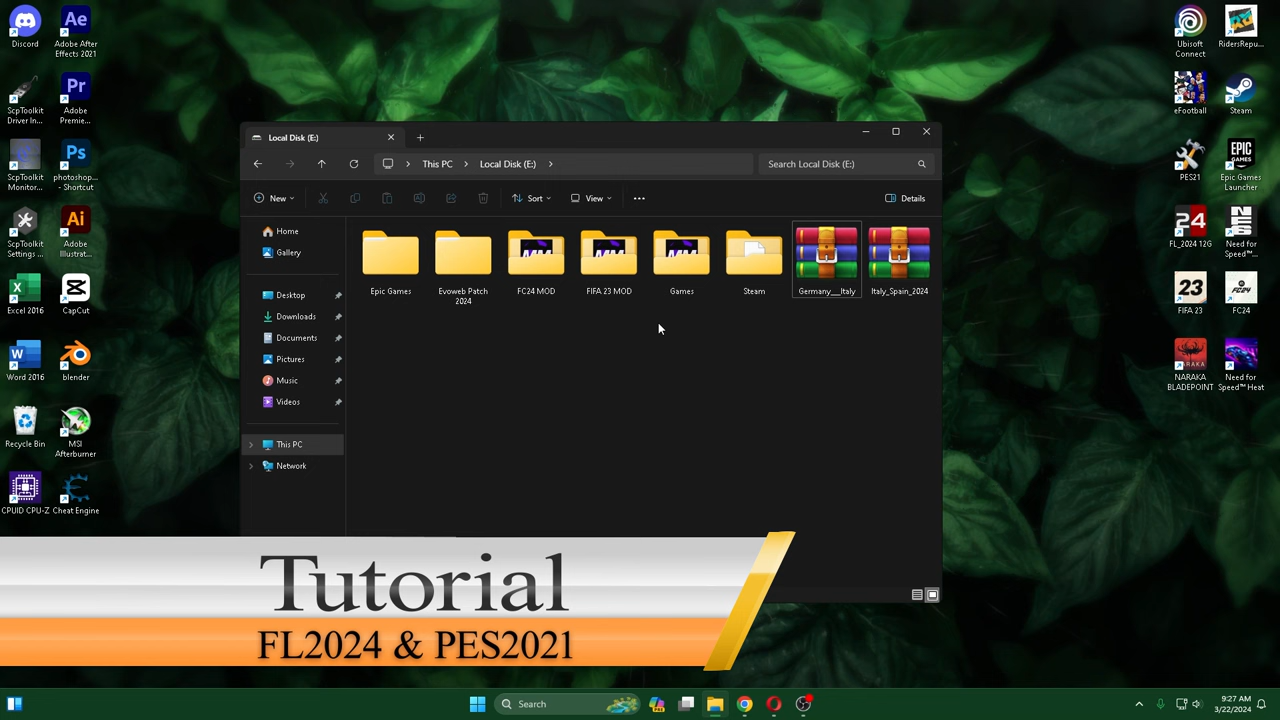 Discord
Adobe After
Effects 2021
ScpToolkit
Driver In...
Adobe
Premie...
ScpToolkit
Monitor...
photoshop...
- Shortcut
ScpToolkit
Settings ...
Adobe
Illustrat...
Excel 2016
CapCut
Word 2016
blender
Recycle Bin
MSI
Afterburner
CPUID CPU-Z
Cheat Engine
Local Disk (E:)
This PC
Local Disk (E:)
Search Local Disk (E:)
New
Sort
View
Details
Home
Gallery
Desktop
Downloads
Documents
Pictures
Music
Videos
This PC
Network
Epic Games
Evoweb Patch
2024
FC24 MOD
FIFA 23 MOD
Games
Steam
Germany__Italy
Italy_Spain_2024
Ubisoft
Connect
RidersRepu...
eFootball
Steam
PES21
Epic Games
Launcher
FL_2024 12G
Need for
Speed™...
FIFA 23
FC24
NARAKA
BLADEPOINT
Need for
Speed™ Heat
Tutorial
FL2024 & PES2021
Search
9:27 AM
3/22/2024